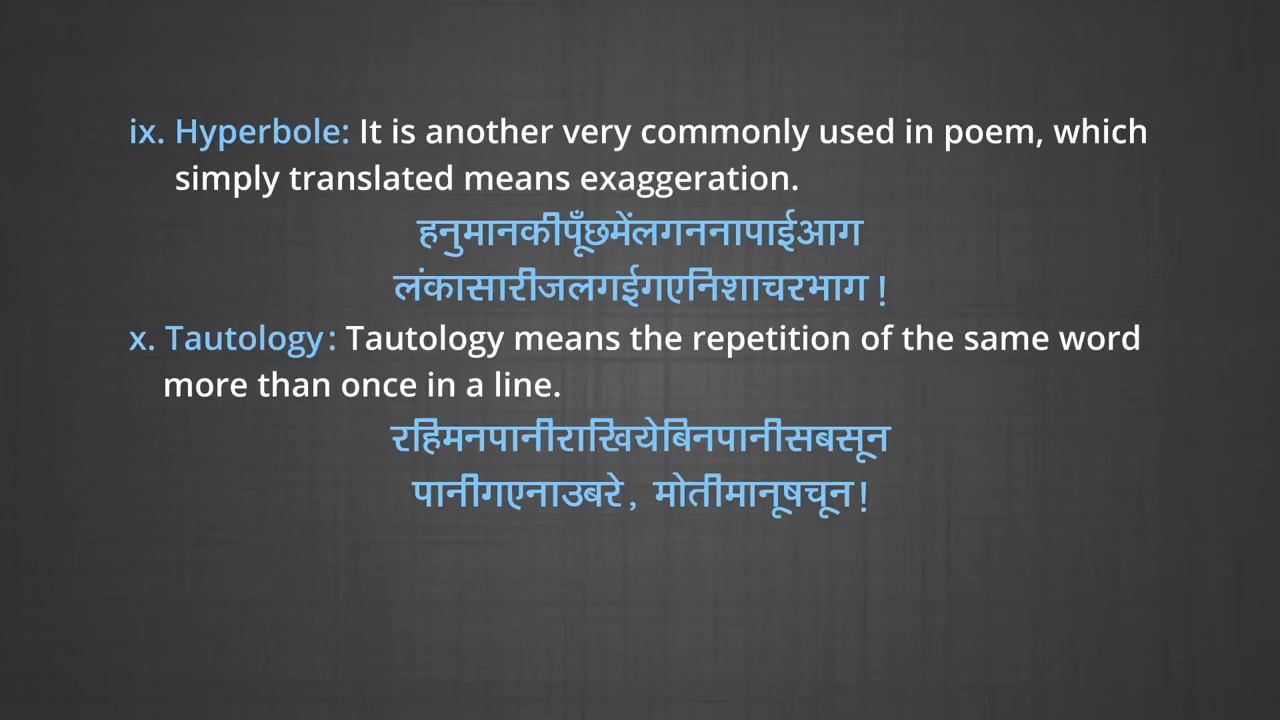 ix. Hyperbole: It is another very commonly used in poem, which
simply translated means exaggeration.
हनुमानकीपूँछमेंलगननापाईआग
लंकासारीजलगईगएनिशाचरभाग !
x. Tautology : Tautology means the repetition of the same word
more than once in a line.
रहिमनपानीराखियेबिनपानीसबसून
पानीगएनाउबरे, मोतीमानूषचून !